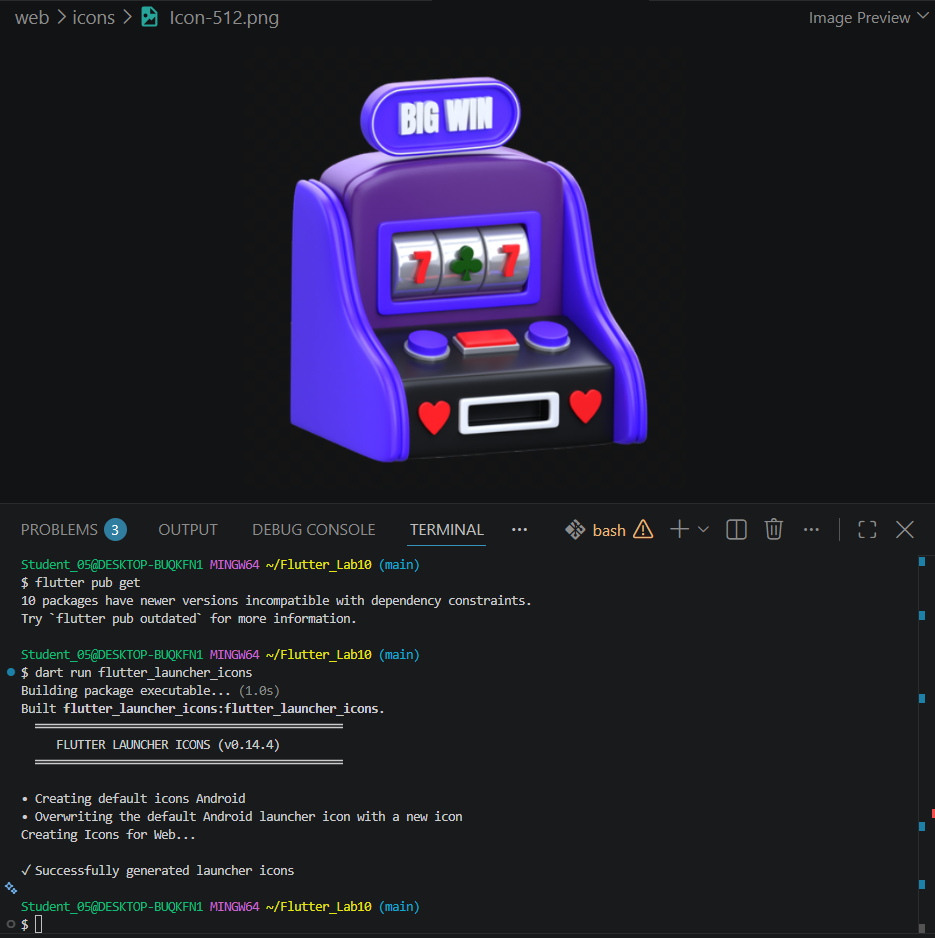 web > icons > Icon-512.png
Image Preview
BIG WIN
7 7
PROBLEMS 3 OUTPUT DEBUG CONSOLE TERMINAL ··· bash
Student_05@DESKTOP-BUQKFN1 MINGW64 ~/Flutter_Lab10 (main)
$ flutter pub get
10 packages have newer versions incompatible with dependency constraints.
Try `flutter pub outdated` for more information.
Student_05@DESKTOP-BUQKFN1 MINGW64 ~/Flutter_Lab10 (main)
$ dart run flutter_launcher_icons
Building package executable... (1.0s)
Built flutter_launcher_icons:flutter_launcher_icons.
FLUTTER LAUNCHER ICONS (v0.14.4)
• Creating default icons Android
• Overwriting the default Android launcher icon with a new icon
Creating Icons for Web...
✓ Successfully generated launcher icons
Student_05@DESKTOP-BUQKFN1 MINGW64 ~/Flutter_Lab10 (main)
$